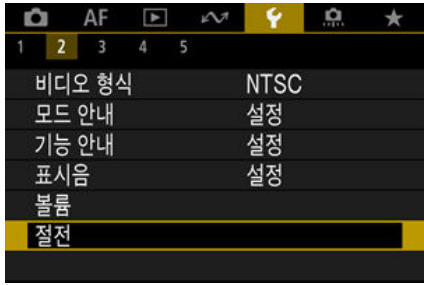 AF
1 2 3 4 5
비디오 형식 NTSC
모드 안내 설정
기능 안내 설정
표시음 설정
볼륨
절전